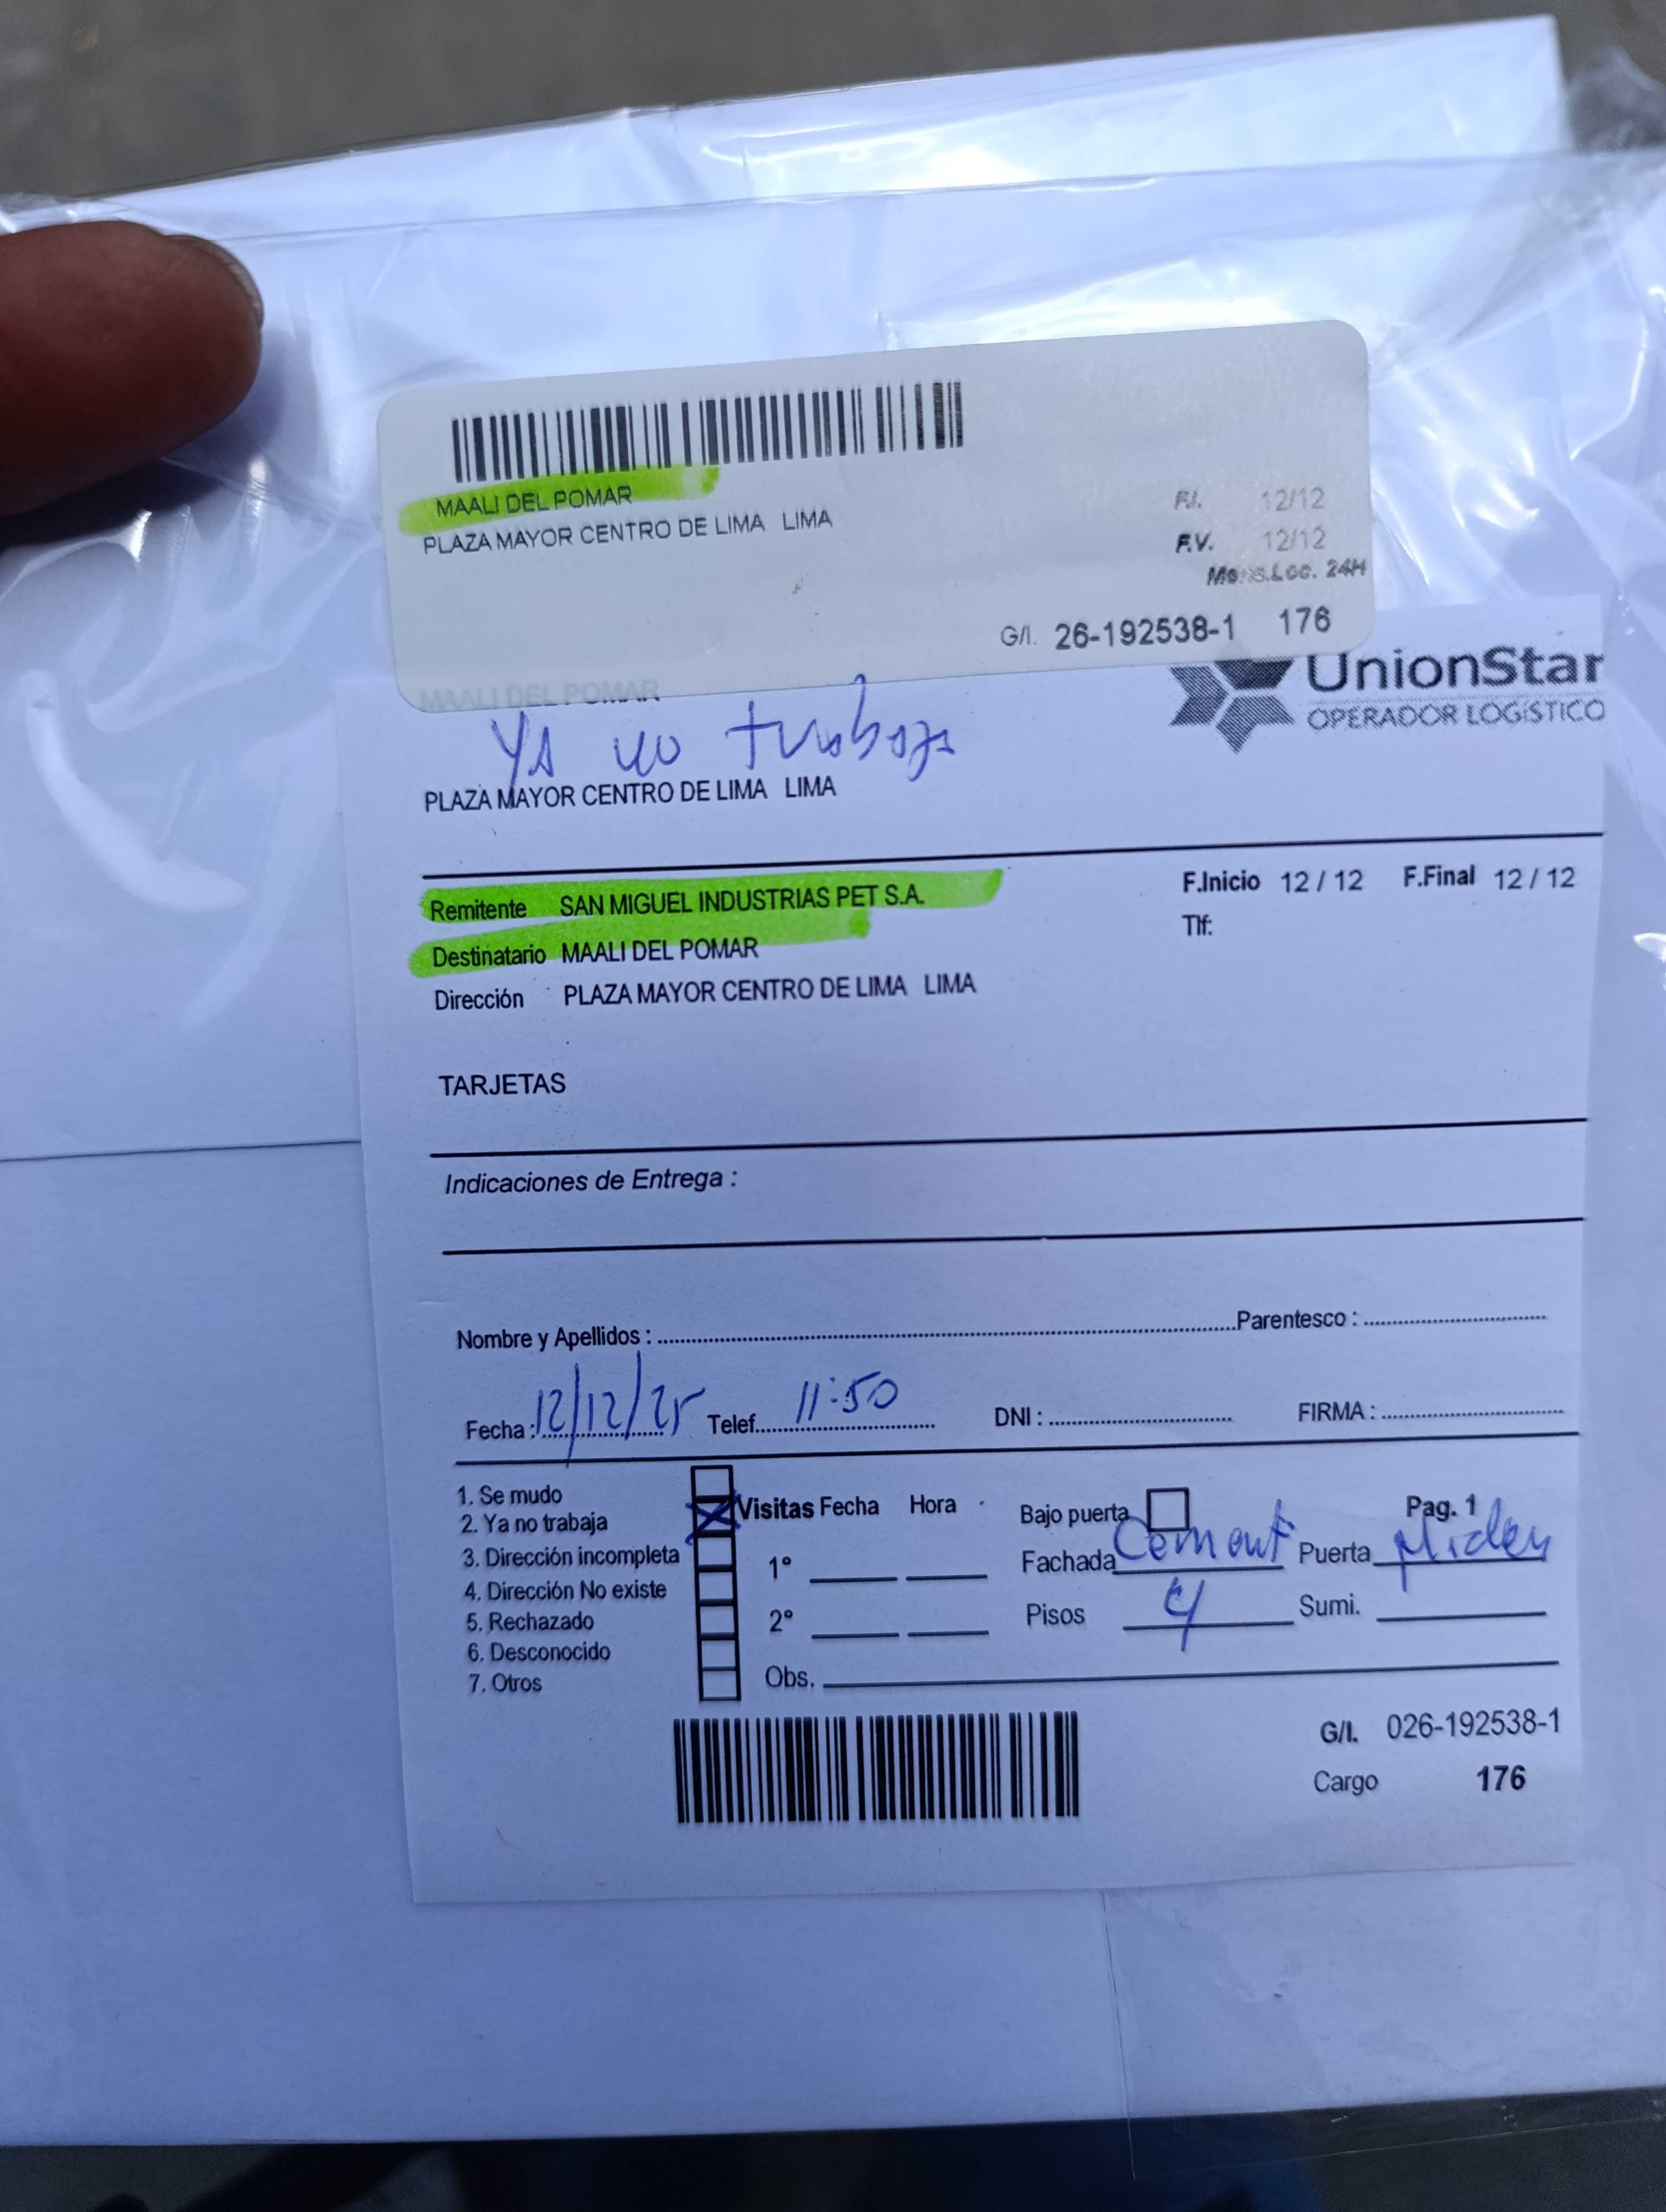 MAALI DEL POMAR
PLAZA MAYOR CENTRO DE LIMA LIMA
F.I. 12/12
F.V. 12/12
Mens.Loc. 24H
G/I. 26-192538-1 176
UnionStar
OPERADOR LOGÍSTICO
MAALI DEL POMAR
Ya no trabaja
PLAZA MAYOR CENTRO DE LIMA LIMA
Remitente SAN MIGUEL INDUSTRIAS PET S.A. F.Inicio 12 / 12 F.Final 12 / 12
Destinatario MAALI DEL POMAR Tlf:
Dirección PLAZA MAYOR CENTRO DE LIMA LIMA
TARJETAS
Indicaciones de Entrega :
Nombre y Apellidos : Parentesco :
Fecha : 12/12/25 Telef. 11:50 DNI : FIRMA :
1. Se mudo
2. Ya no trabaja
3. Dirección incompleta
4. Dirección No existe
5. Rechazado
6. Desconocido
7. Otros
Visitas Fecha Hora
1º
2º
Obs.
Bajo puerta Pag. 1
Fachada Cement Puerta
Pisos 4 Sumi.
G/I. 026-192538-1
Cargo 176